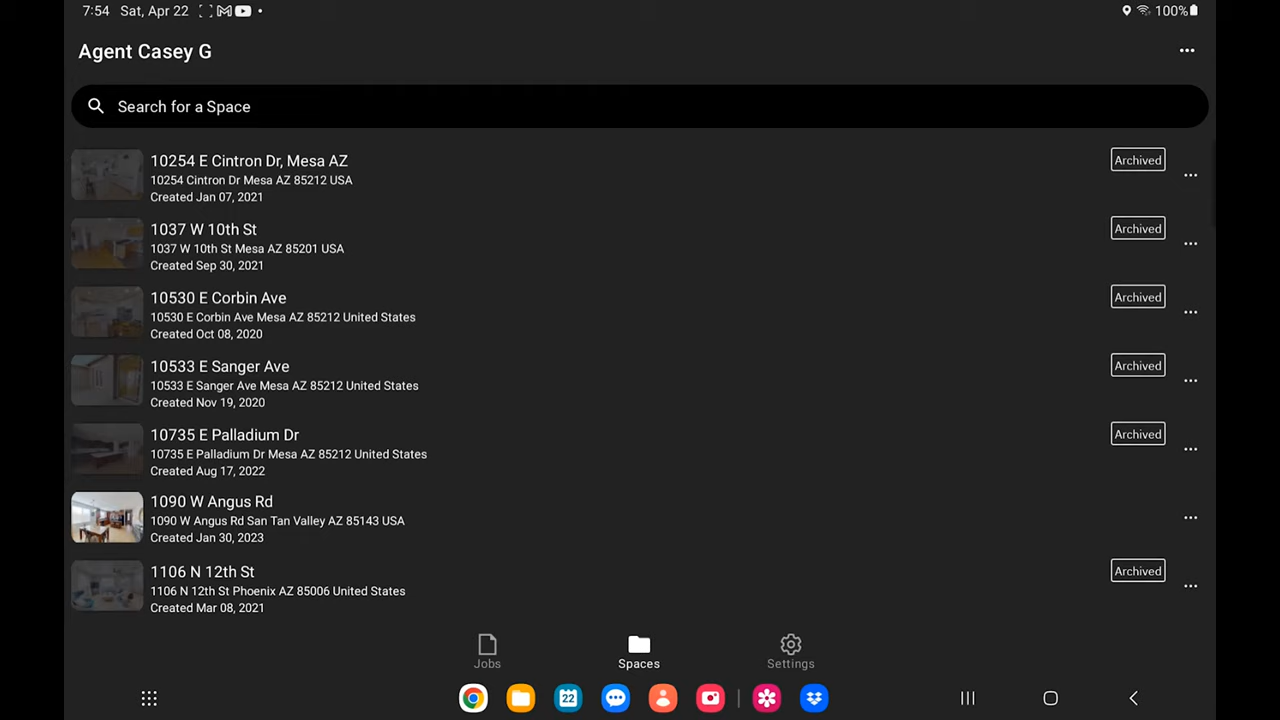 7:54 Sat, Apr 22 100%
Agent Casey G
Search for a Space
10254 E Cintron Dr, Mesa AZ
10254 Cintron Dr Mesa AZ 85212 USA
Created Jan 07, 2021
Archived
1037 W 10th St
1037 W 10th St Mesa AZ 85201 USA
Created Sep 30, 2021
Archived
10530 E Corbin Ave
10530 E Corbin Ave Mesa AZ 85212 United States
Created Oct 08, 2020
Archived
10533 E Sanger Ave
10533 E Sanger Ave Mesa AZ 85212 United States
Created Nov 19, 2020
Archived
10735 E Palladium Dr
10735 E Palladium Dr Mesa AZ 85212 United States
Created Aug 17, 2022
Archived
1090 W Angus Rd
1090 W Angus Rd San Tan Valley AZ 85143 USA
Created Jan 30, 2023
1106 N 12th St
1106 N 12th St Phoenix AZ 85006 United States
Created Mar 08, 2021
Archived
Jobs
Spaces
Settings
22